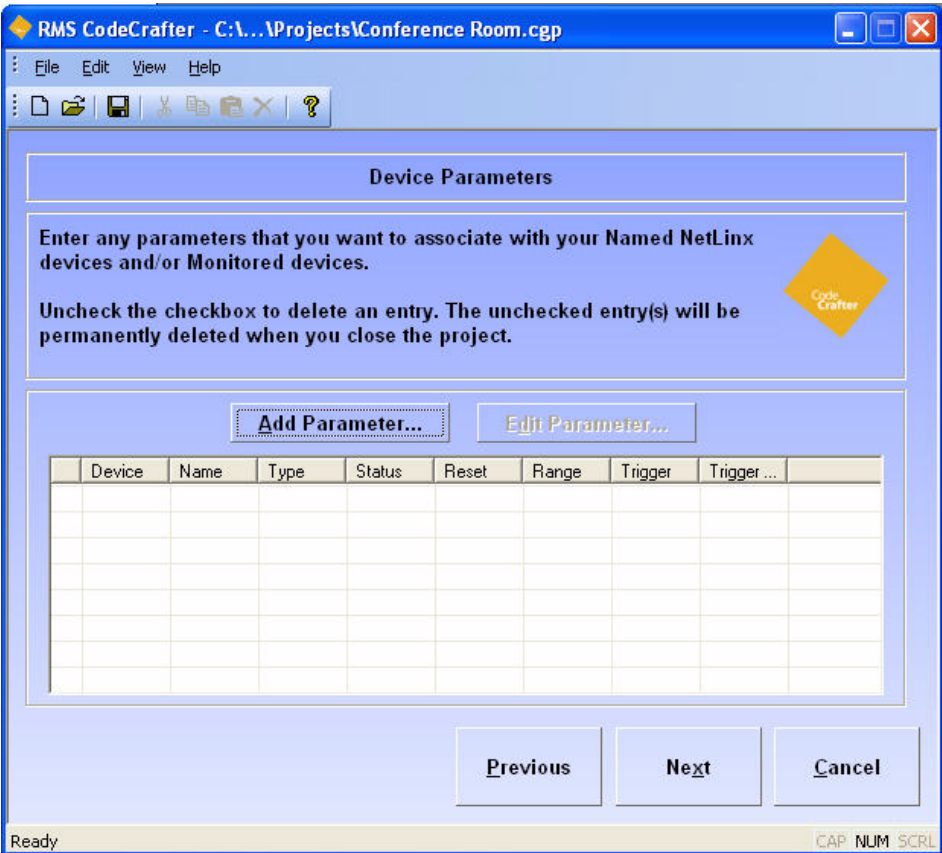 RMS CodeCrafter - C:\...\Projects\Conference Room.cgp
File Edit View Help
Device Parameters
Enter any parameters that you want to associate with your Named NetLinx
devices and/or Monitored devices.
Uncheck the checkbox to delete an entry. The unchecked entry(s) will be
permanently deleted when you close the project.
Code
Crafter
Add Parameter... Edit Parameter...
Device Name Type Status Reset Range Trigger Trigger ...
Previous Next Cancel
Ready CAP NUM SCRL